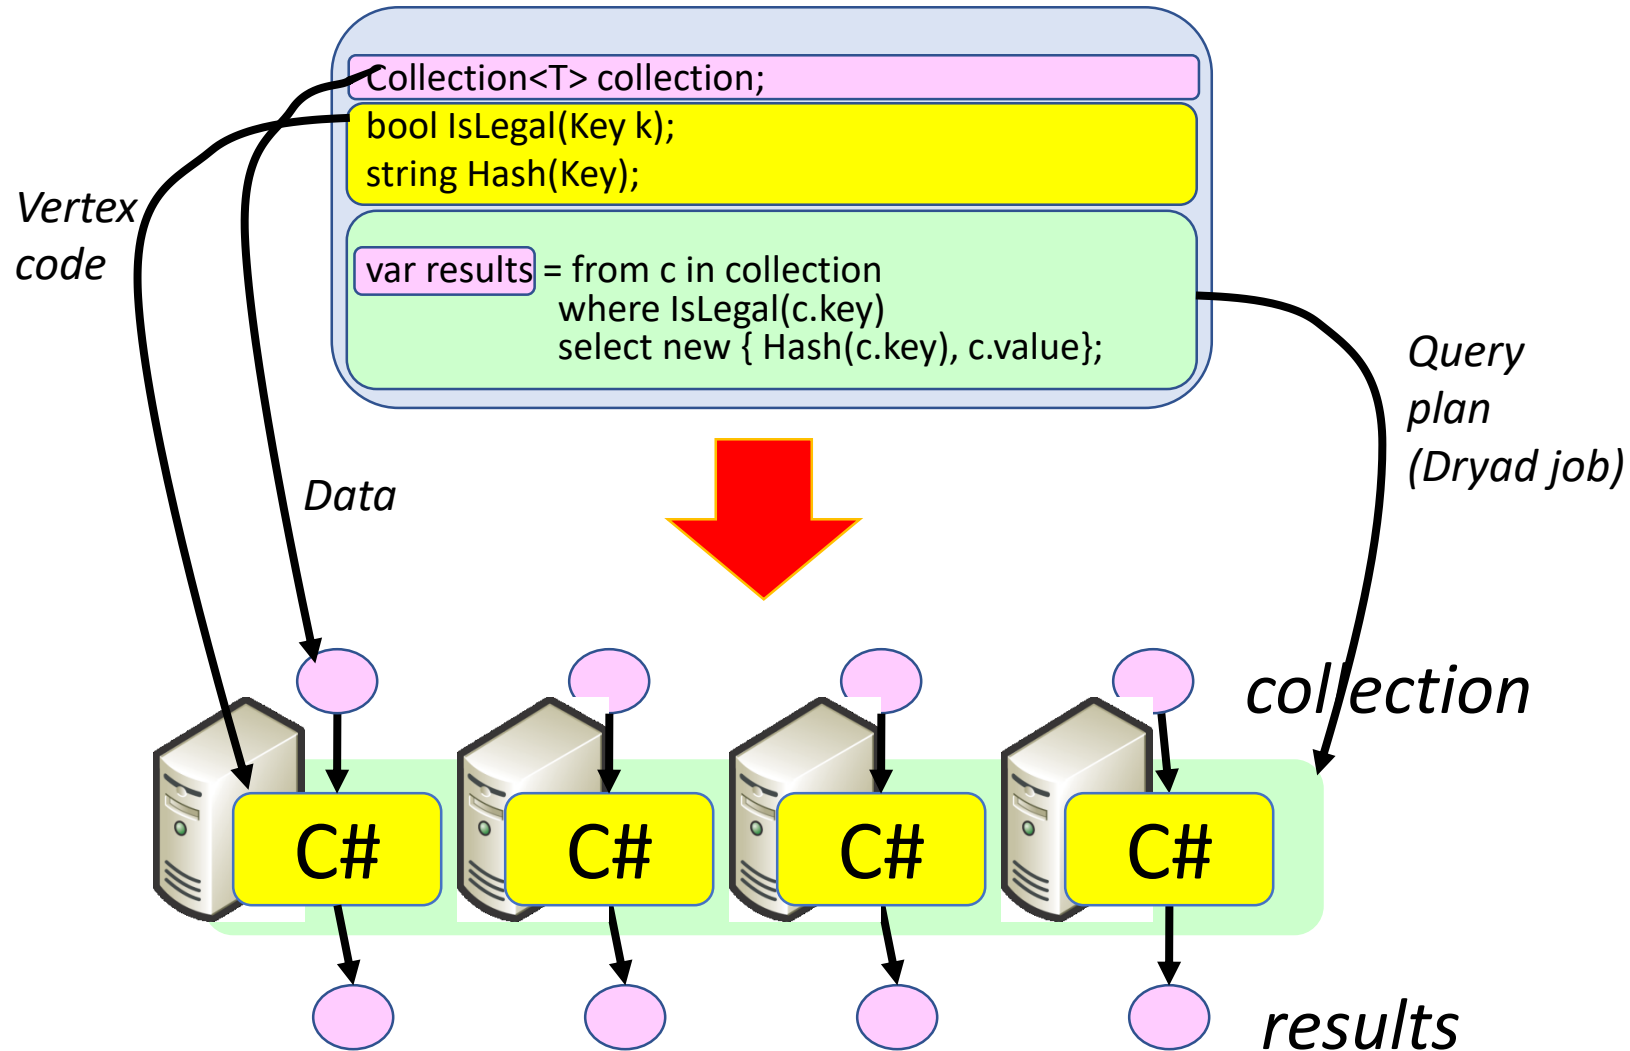 Collection<T> collection;
bool IsLegal(Key k);
string Hash(Key);
var results = from c in collection
where IsLegal(c.key)
select new { Hash(c.key), c.value};
Vertex
code
Data
Query
plan
(Dryad job)
collection
C#
C#
C#
C#
results